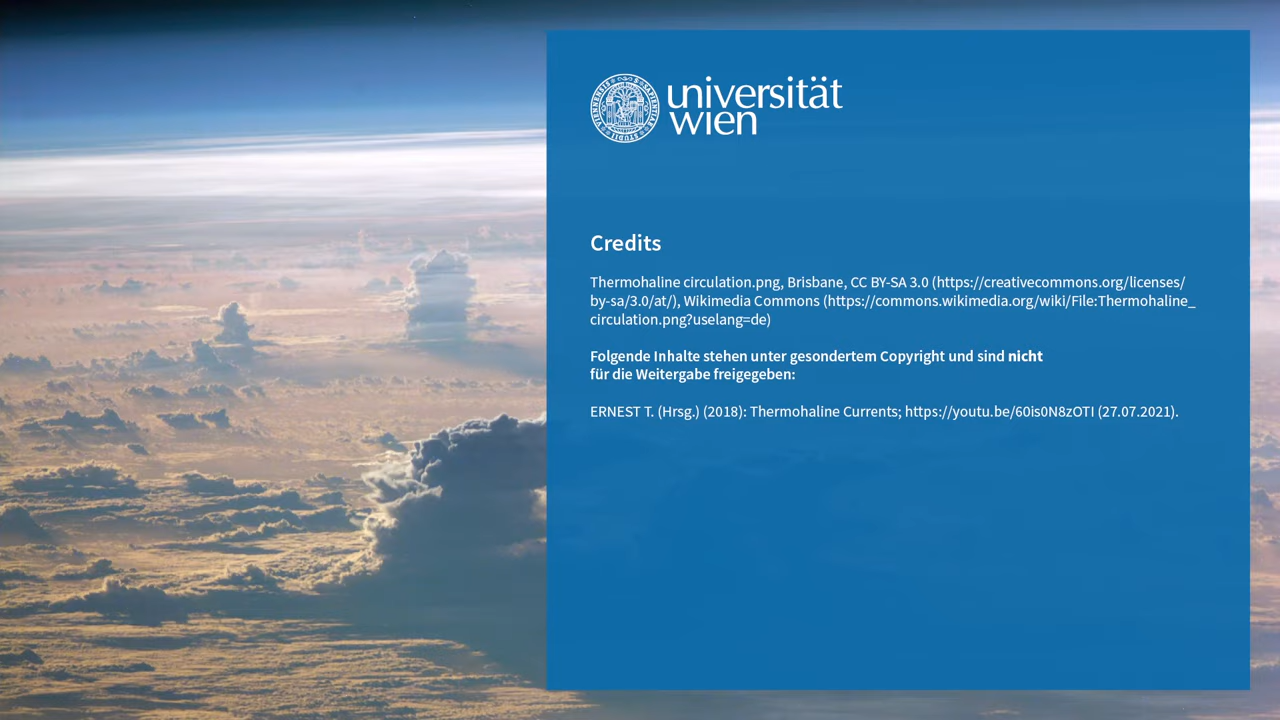 universität
wien
Credits
Thermohaline circulation.png, Brisbane, CC BY-SA 3.0 (https://creativecommons.org/licenses/
by-sa/3.0/at/), Wikimedia Commons (https://commons.wikimedia.org/wiki/File:Thermohaline_
circulation.png?uselang=de)
Folgende Inhalte stehen unter gesondertem Copyright und sind nicht
für die Weitergabe freigegeben:
ERNEST T. (Hrsg.) (2018): Thermohaline Currents; https://youtu.be/60is0N8zOTI (27.07.2021).